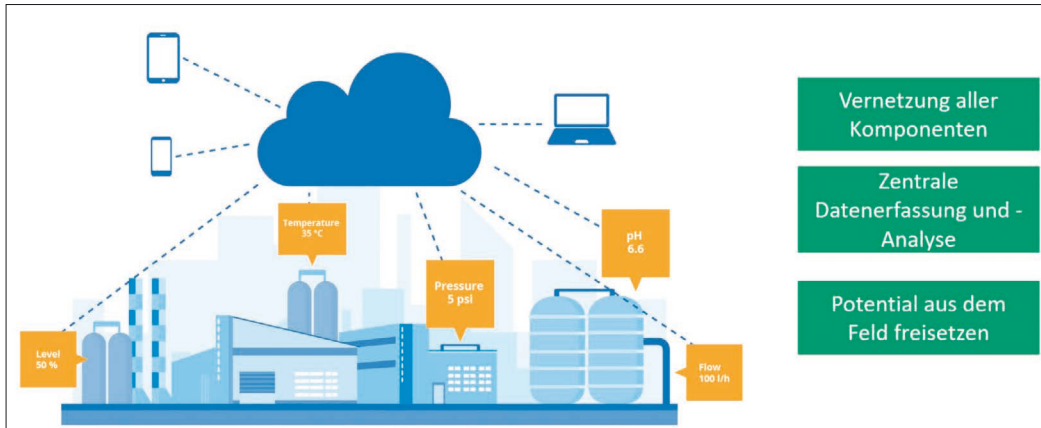 Temperature
35 °C
pH
6.6
Pressure
5 psi
Level
50 %
Flow
100 l/h
Vernetzung aller
Komponenten
Zentrale
Datenerfassung und -
Analyse
Potential aus dem
Feld freisetzen